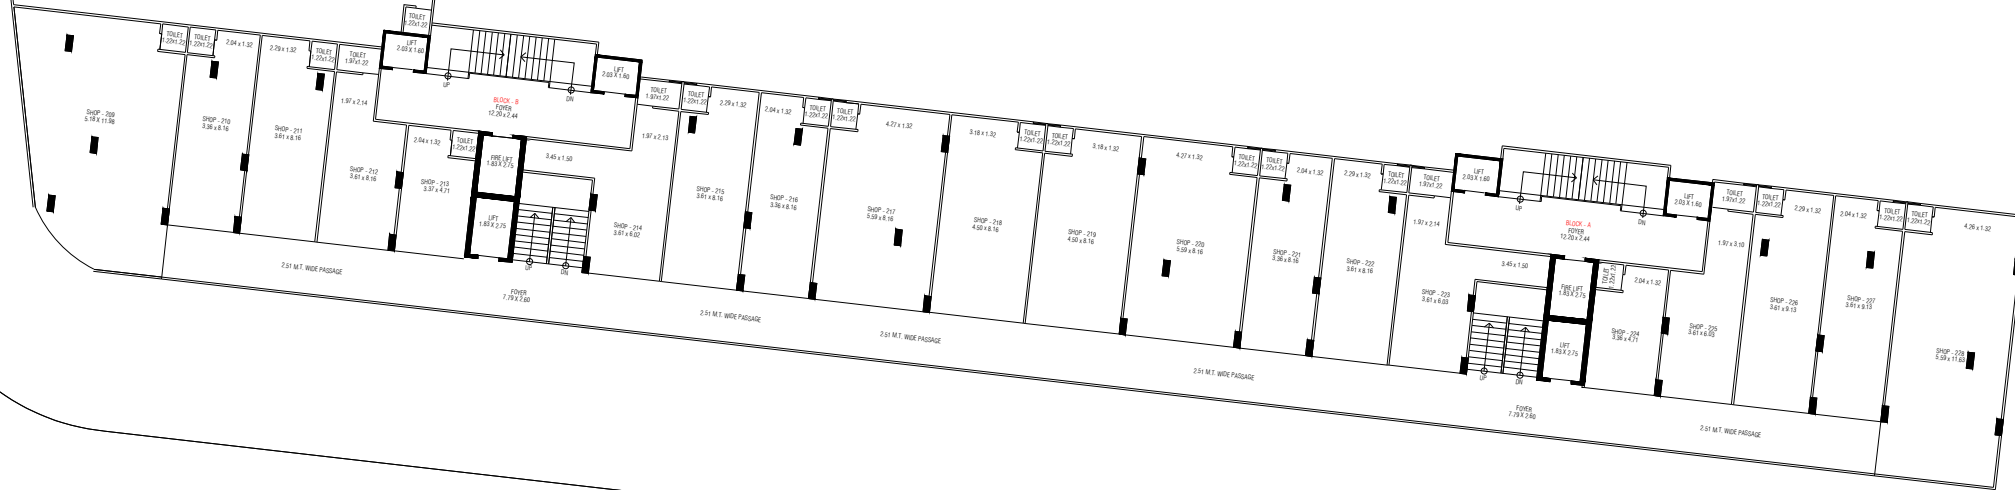 TOILET
1.22x1.22
LIFT
2.03 X 1.60
TOILET
1.22x1.22
TOILET
1.22x1.22
2.04 x 1.32
2.29 x 1.32
TOILET
1.22x1.22
TOILET
1.97x1.22
UP
DN
LIFT
2.03 X 1.60
BLOCK - B
FOYER
12.20 x 2.44
SHOP - 209
5.18 X 11.98
SHOP - 210
3.36 x 8.16
SHOP - 211
3.61 x 8.16
1.97 x 2.14
SHOP - 212
3.61 x 8.16
2.04 x 1.32
TOILET
1.22x1.22
SHOP - 213
3.37 x 4.71
FIRE LIFT
1.83 X 2.75
LIFT
1.83 X 2.75
3.45 x 1.50
UP
DN
SHOP - 214
3.61 x 6.02
1.97 x 2.13
TOILET
1.97x1.22
TOILET
1.22x1.22
2.29 x 1.32
SHOP - 215
3.61 x 8.16
2.04 x 1.32
TOILET
1.22x1.22
TOILET
1.22x1.22
SHOP - 216
3.36 x 8.16
4.27 x 1.32
SHOP - 217
5.59 x 8.16
3.18 x 1.32
TOILET
1.22x1.22
TOILET
1.22x1.22
SHOP - 218
4.50 x 8.16
3.18 x 1.32
SHOP - 219
4.50 x 8.16
4.27 x 1.32
TOILET
1.22x1.22
TOILET
1.22x1.22
SHOP - 220
5.59 x 8.16
2.04 x 1.32
SHOP - 221
3.36 x 8.16
2.29 x 1.32
TOILET
1.22x1.22
TOILET
1.97x1.22
SHOP - 222
3.61 x 8.16
1.97 x 2.14
SHOP - 223
3.61 x 6.03
LIFT
2.03 X 1.60
UP
DN
LIFT
2.03 X 1.60
BLOCK - A
FOYER
12.20 x 2.44
3.45 x 1.50
FIRE LIFT
1.83 X 2.75
LIFT
1.83 X 2.75
UP
DN
TOILET
1.22x1.22
2.04 x 1.32
SHOP - 224
3.36 x 4.71
SHOP - 225
3.61 x 6.03
1.97 x 3.10
TOILET
1.97x1.22
TOILET
1.22x1.22
2.29 x 1.32
SHOP - 226
3.61 x 9.13
2.04 x 1.32
TOILET
1.22x1.22
TOILET
1.22x1.22
SHOP - 227
3.61 x 9.13
4.26 x 1.32
SHOP - 228
5.59 x 11.63
2.51 M.T. WIDE PASSAGE
FOYER
7.79 X 2.60
2.51 M.T. WIDE PASSAGE
2.51 M.T. WIDE PASSAGE
2.51 M.T. WIDE PASSAGE
FOYER
7.79 X 2.60
2.51 M.T. WIDE PASSAGE